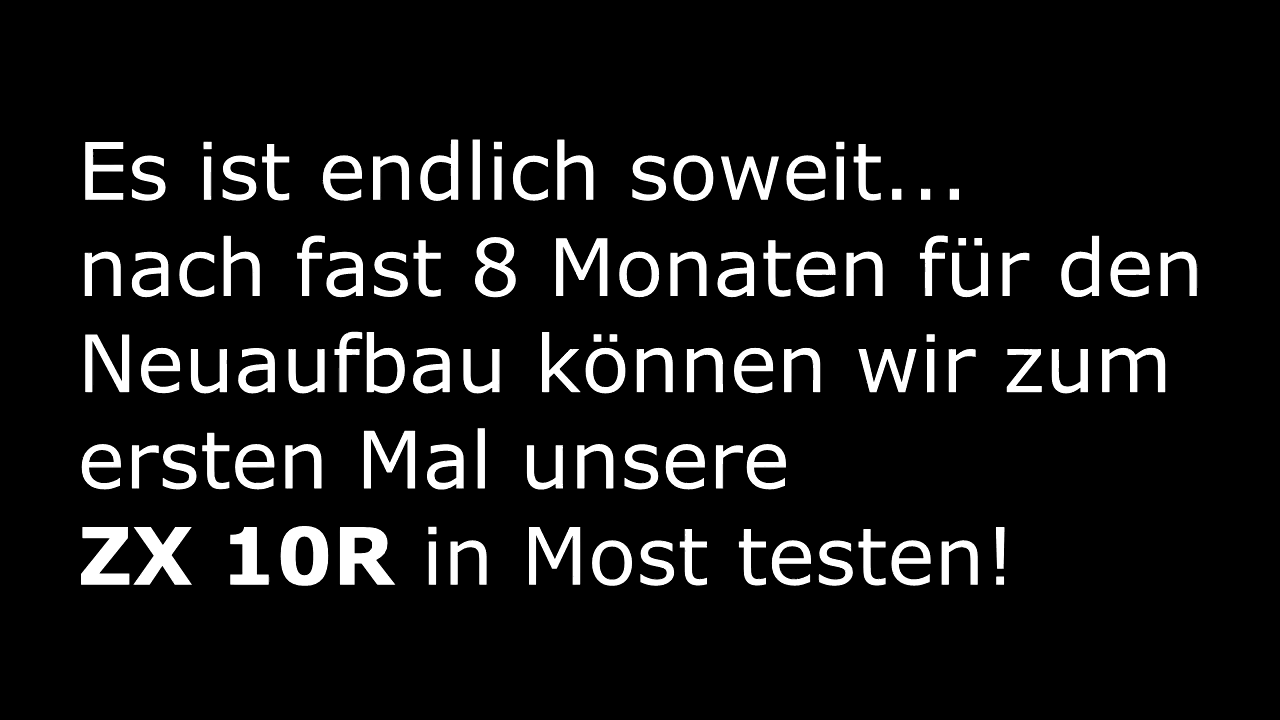 Es ist endlich soweit...
nach fast 8 Monaten für den
Neuaufbau können wir zum
ersten Mal unsere
ZX 10R in Most testen!